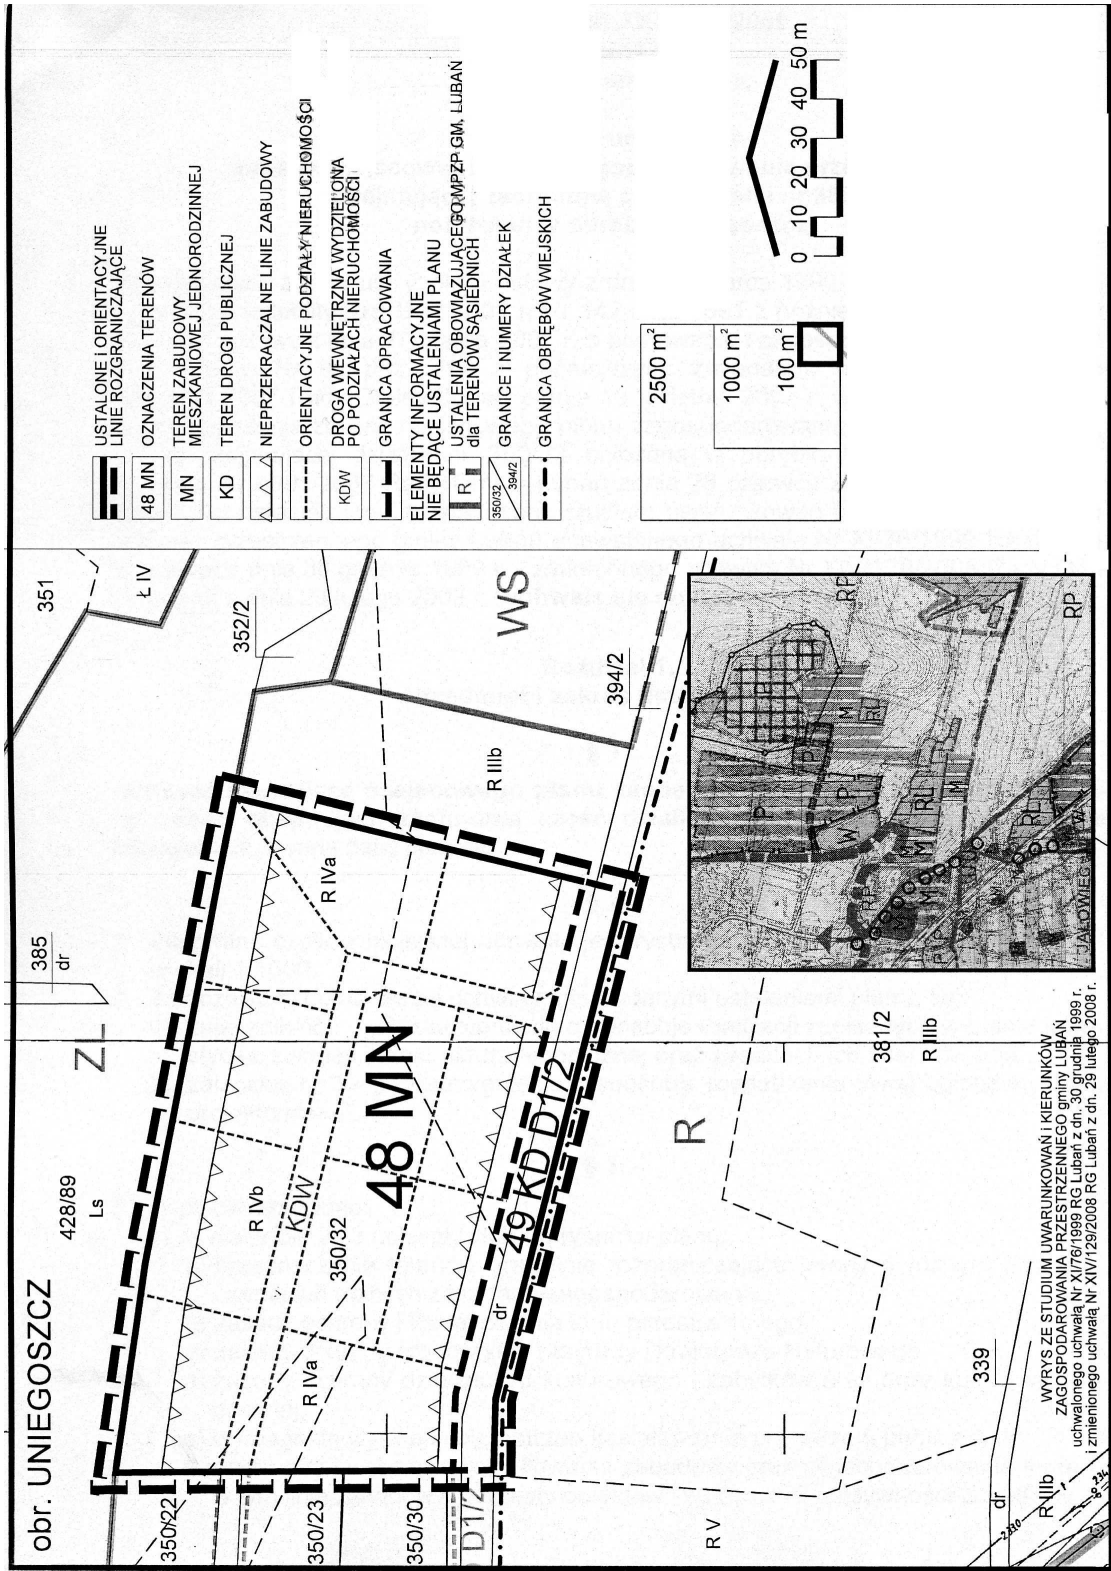 obr. UNIEGOSZCZ
428/89
Ls
ZL
385
dr
351
Ł IV
352/2
WS
R IVb
KDW
350/32
R IVa
48 MN
R IVa
R IIIb
394/2
49 KD D1/2
dr
350/22
350/23
350/30
D1/2
R V
R
381/2
R IIIb
339
dr
R IIIb
2330
USTALONE i ORIENTACYJNE
LINIE ROZGRANICZAJĄCE
48 MN
OZNACZENIA TERENÓW
MN
TEREN ZABUDOWY
MIESZKANIOWEJ JEDNORODZINNEJ
KD
TEREN DROGI PUBLICZNEJ
NIEPRZEKRACZALNE LINIE ZABUDOWY
ORIENTACYJNE PODZIAŁY NIERUCHOMOŚCI
KDW
DROGA WEWNĘTRZNA WYDZIELONA
PO PODZIAŁACH NIERUCHOMOŚCI
GRANICA OPRACOWANIA
ELEMENTY INFORMACYJNE
NIE BĘDĄCE USTALENIAMI PLANU
R
USTALENIA OBOWIĄZUJĄCEGO MPZP GM. LUBAŃ
dla TERENÓW SĄSIEDNICH
350/32
394/2
GRANICE i NUMERY DZIAŁEK
GRANICA OBRĘBÓW WIEJSKICH
2500 m²
1000 m²
100 m²
0 10 20 30 40 50 m
RP
RP
P
P
P
W
M
RL
RL
M
M
M
RP
RL
TAŁOWIEC
WYRYS ZE STUDIUM UWARUNKOWAŃ i KIERUNKÓW
ZAGOSPODAROWANIA PRZESTRZENNEGO gminy LUBAŃ
uchwalonego uchwałą Nr XI/76/1999 RG Lubań z dn. 30 grudnia 1999 r.
i zmienionego uchwałą Nr XIV/129/2008 RG Lubań z dn. 29 lutego 2008 r.